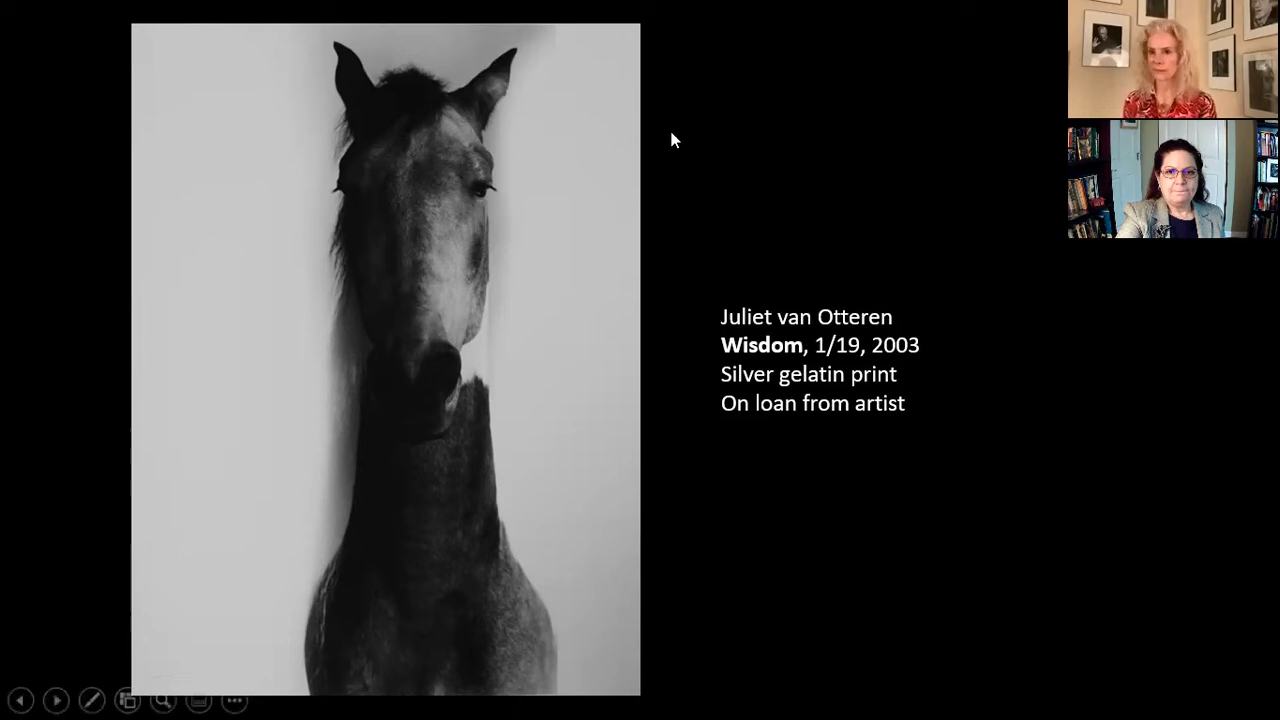 Juliet van Otteren
Wisdom, 1/19, 2003
Silver gelatin print
On loan from artist